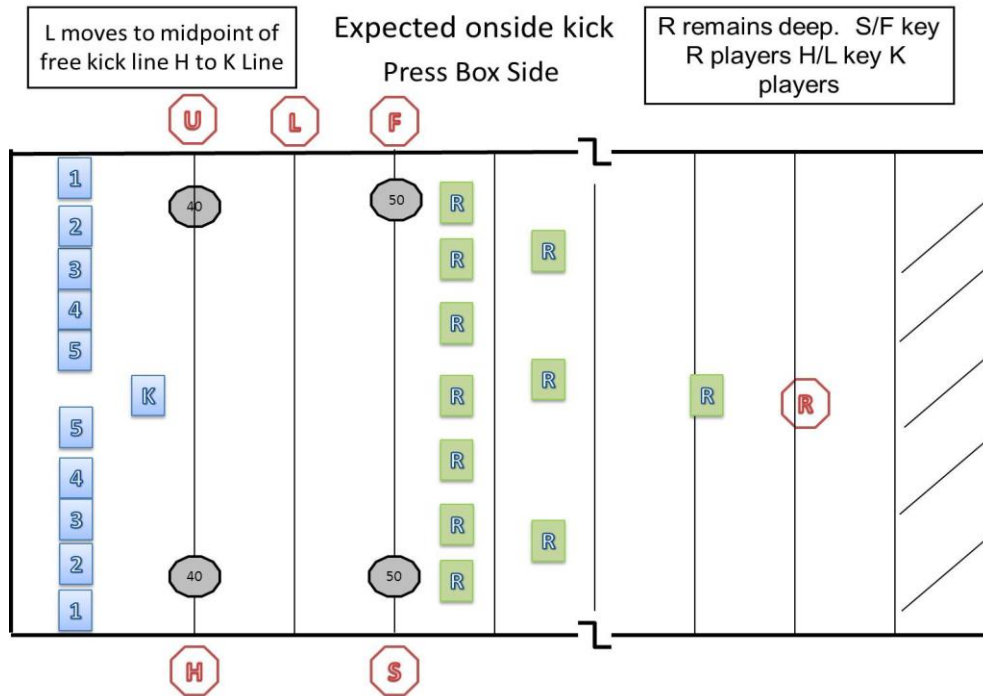 L moves to midpoint of
free kick line H to K Line
Expected onside kick
Press Box Side
R remains deep. S/F key
R players H/L key K
players
U
L
F
1
2
3
4
5
K
5
4
3
2
1
40
50
40
50
R
R
R
R
R
R
R
R
R
R
R
R
H
S